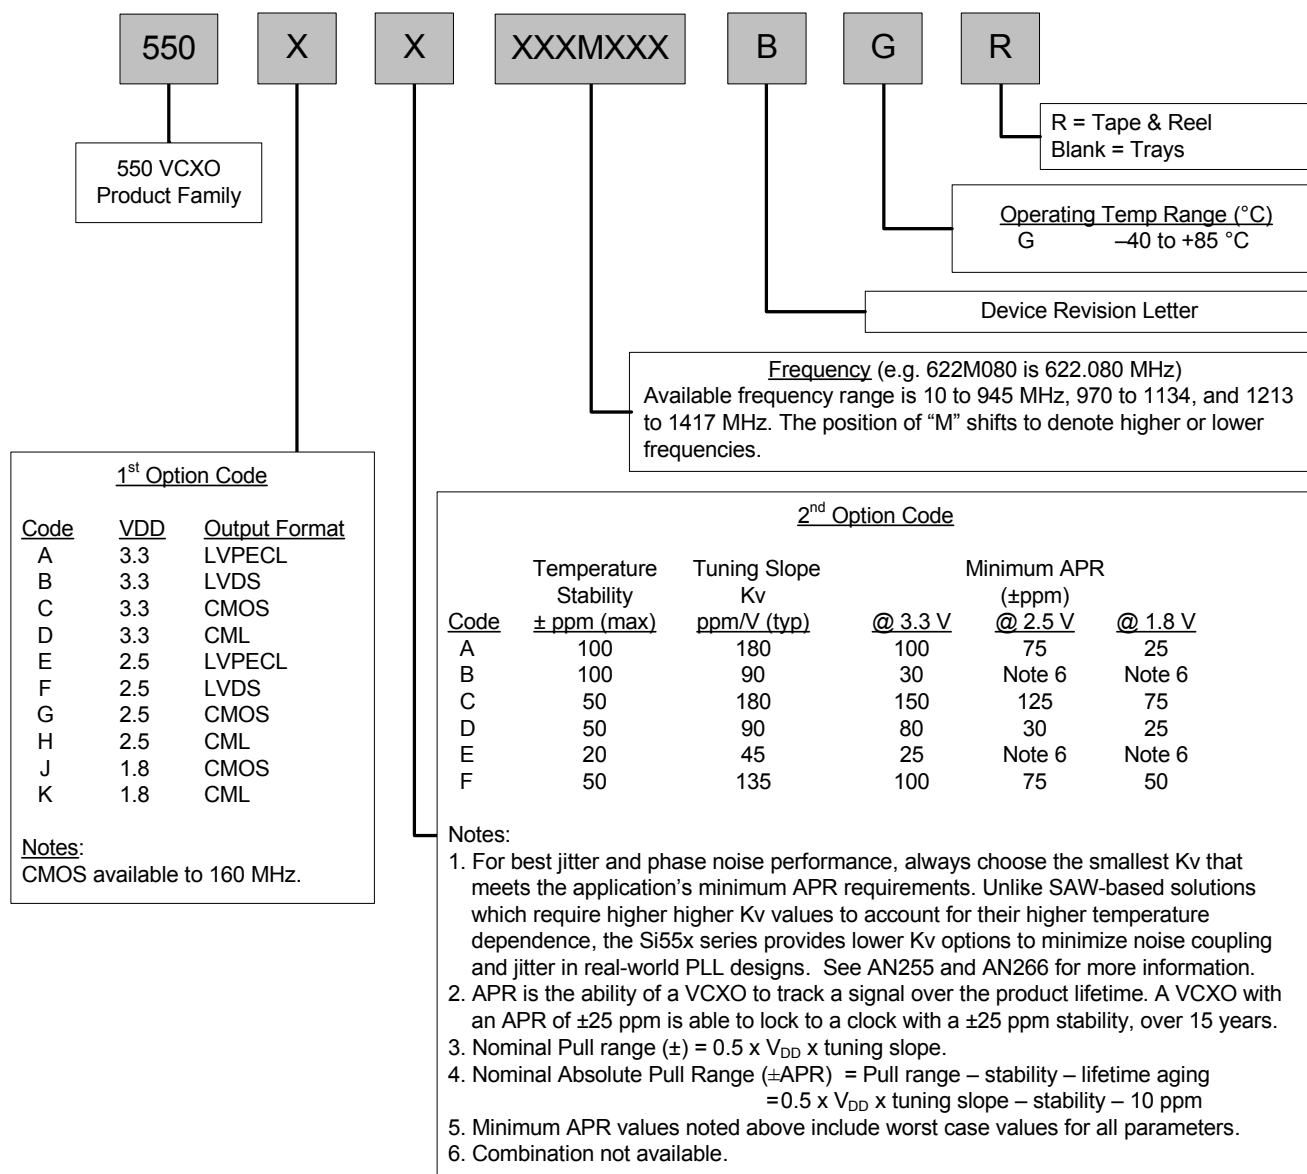 550 X X XXXMXXX B G R
R = Tape & Reel
Blank = Trays
550 VCXO
Product Family
Operating Temp Range (°C)
G –40 to +85 °C
Device Revision Letter
Frequency (e.g. 622M080 is 622.080 MHz)
Available frequency range is 10 to 945 MHz, 970 to 1134, and 1213
to 1417 MHz. The position of “M” shifts to denote higher or lower
frequencies.
1st Option Code
Code VDD Output Format
A 3.3 LVPECL
B 3.3 LVDS
C 3.3 CMOS
D 3.3 CML
E 2.5 LVPECL
F 2.5 LVDS
G 2.5 CMOS
H 2.5 CML
J 1.8 CMOS
K 1.8 CML
Notes:
CMOS available to 160 MHz.
2nd Option Code
Temperature Tuning Slope Minimum APR
Stability Kv (±ppm)
Code ± ppm (max) ppm/V (typ) @ 3.3 V @ 2.5 V @ 1.8 V
A 100 180 100 75 25
B 100 90 30 Note 6 Note 6
C 50 180 150 125 75
D 50 90 80 30 25
E 20 45 25 Note 6 Note 6
F 50 135 100 75 50
Notes:
1. For best jitter and phase noise performance, always choose the smallest Kv that
meets the application’s minimum APR requirements. Unlike SAW-based solutions
which require higher higher Kv values to account for their higher temperature
dependence, the Si55x series provides lower Kv options to minimize noise coupling
and jitter in real-world PLL designs. See AN255 and AN266 for more information.
2. APR is the ability of a VCXO to track a signal over the product lifetime. A VCXO with
an APR of ±25 ppm is able to lock to a clock with a ±25 ppm stability, over 15 years.
3. Nominal Pull range (±) = 0.5 x VDD x tuning slope.
4. Nominal Absolute Pull Range (±APR) = Pull range – stability – lifetime aging
=0.5 x VDD x tuning slope – stability – 10 ppm
5. Minimum APR values noted above include worst case values for all parameters.
6. Combination not available.